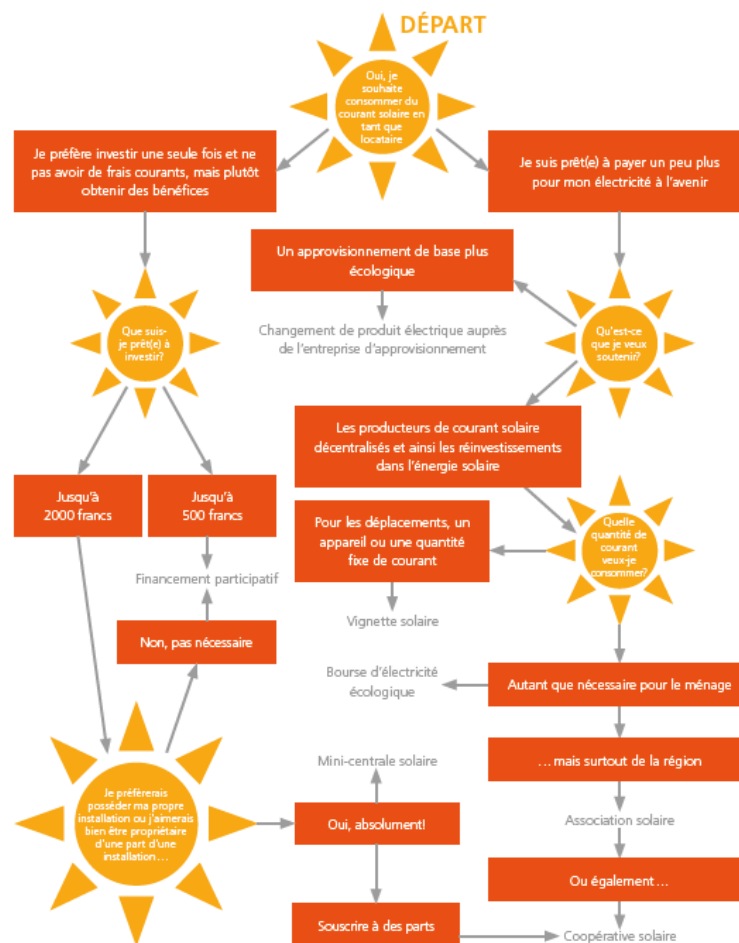 DÉPART
Oui, je
souhaite
consommer du
courant solaire en
tant que
locataire
Je préfère investir une seule fois et ne
pas avoir de frais courants, mais plutôt
obtenir des bénéfices
Je suis prêt(e) à payer un peu plus
pour mon électricité à l'avenir
Un approvisionnement de base plus
écologique
Changement de produit électrique auprès
de l'entreprise d'approvisionnement
Que suis-
je prêt(e) à
investir?
Qu'est-ce
que je veux
soutenir?
Les producteurs de courant solaire
décentralisés et ainsi les réinvestissements
dans l'énergie solaire
Jusqu'à
2000 francs
Jusqu'à
500 francs
Pour les déplacements, un
appareil ou une quantité
fixe de courant
Quelle
quantité de
courant
veux-je
consommer?
Financement participatif
Vignette solaire
Non, pas nécessaire
Bourse d'électricité
écologique
Autant que nécessaire pour le ménage
Mini-centrale solaire
... mais surtout de la région
Je préfèrerais
posséder ma propre
installation ou j'aimerais
bien être propriétaire
d'une part d'une
installation ...
Oui, absolument!
Association solaire
Ou également ...
Souscrire à des parts
Coopérative solaire